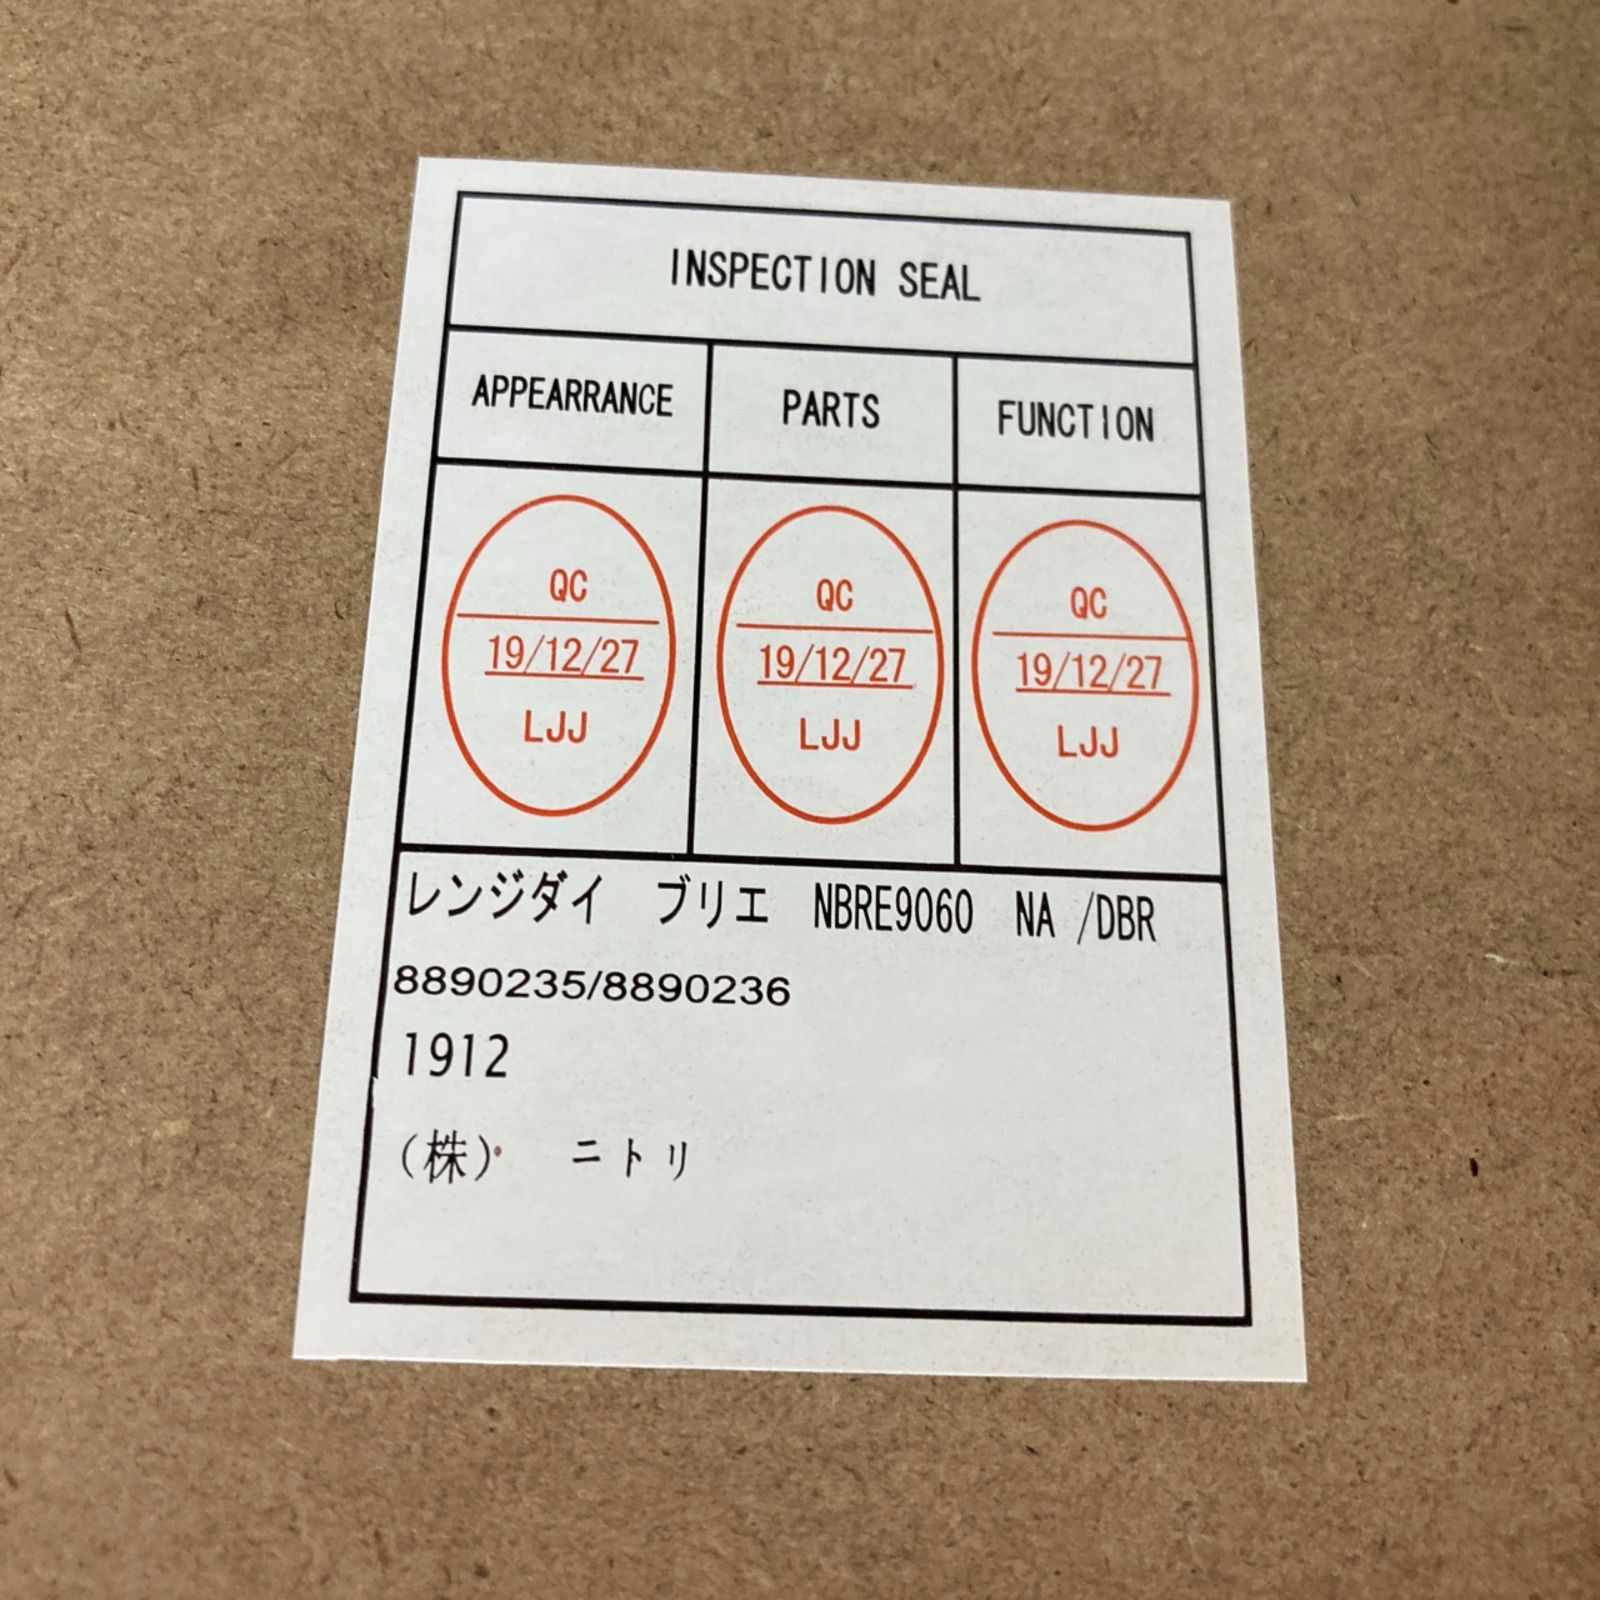 INSPECTION SEAL
APPEARRANCE PARTS FUNCTION
QC QC QC
19/12/27 19/12/27 19/12/27
LJJ LJJ LJJ
レンジダイ ブリエ NBRE9060 NA /DBR
8890235/8890236
1912
(株) ニトリ